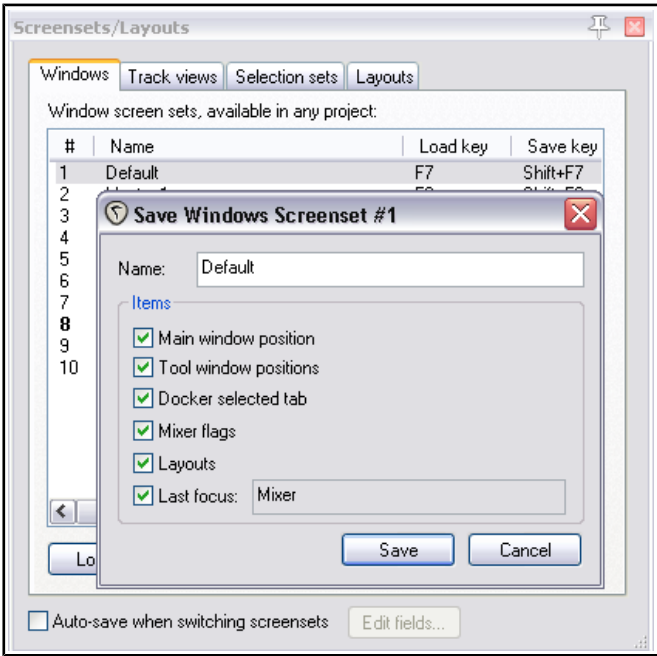 Screensets/Layouts
Windows Track views Selection sets Layouts
Window screen sets, available in any project:
# Name Load key Save key
1 Default F7 Shift+F7
2
3
4
5
6
7
8
9
10
Save Windows Screenset #1
Name: Default
Items
Main window position
Tool window positions
Docker selected tab
Mixer flags
Layouts
Last focus: Mixer
Save Cancel
Lo
Auto-save when switching screensets Edit fields...